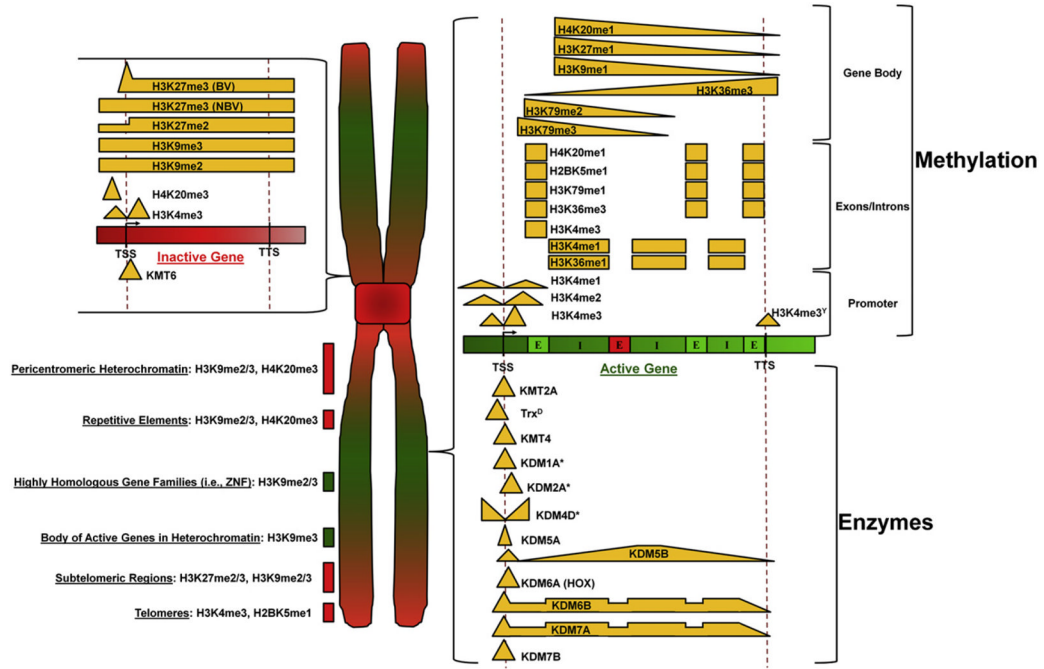 H3K27me3 (BV)
H3K27me3 (NBV)
H3K27me2
H3K9me3
H3K9me2
H4K20me3
H3K4me3
TSS
TTS
Inactive Gene
KMT6
Pericentromeric Heterochromatin: H3K9me2/3, H4K20me3
Repetitive Elements: H3K9me2/3, H4K20me3
Highly Homologous Gene Families (i.e., ZNF): H3K9me2/3
Body of Active Genes in Heterochromatin: H3K9me3
Subtelomeric Regions: H3K27me2/3, H3K9me2/3
Telomeres: H3K4me3, H2BK5me1
H4K20me1
H3K27me1
H3K9me1
H3K36me3
H3K79me2
H3K79me3
Gene Body
H4K20me1
H2BK5me1
H3K79me1
H3K36me3
H3K4me3
H3K4me1
H3K36me1
Exons/Introns
H3K4me1
H3K4me2
H3K4me3
H3K4me3Y
Promoter
Methylation
E I E I E I E
TSS
Active Gene
TTS
KMT2A
TrxD
KMT4
KDM1A*
KDM2A*
KDM4D*
KDM5A
KDM5B
KDM6A (HOX)
KDM6B
KDM7A
KDM7B
Enzymes